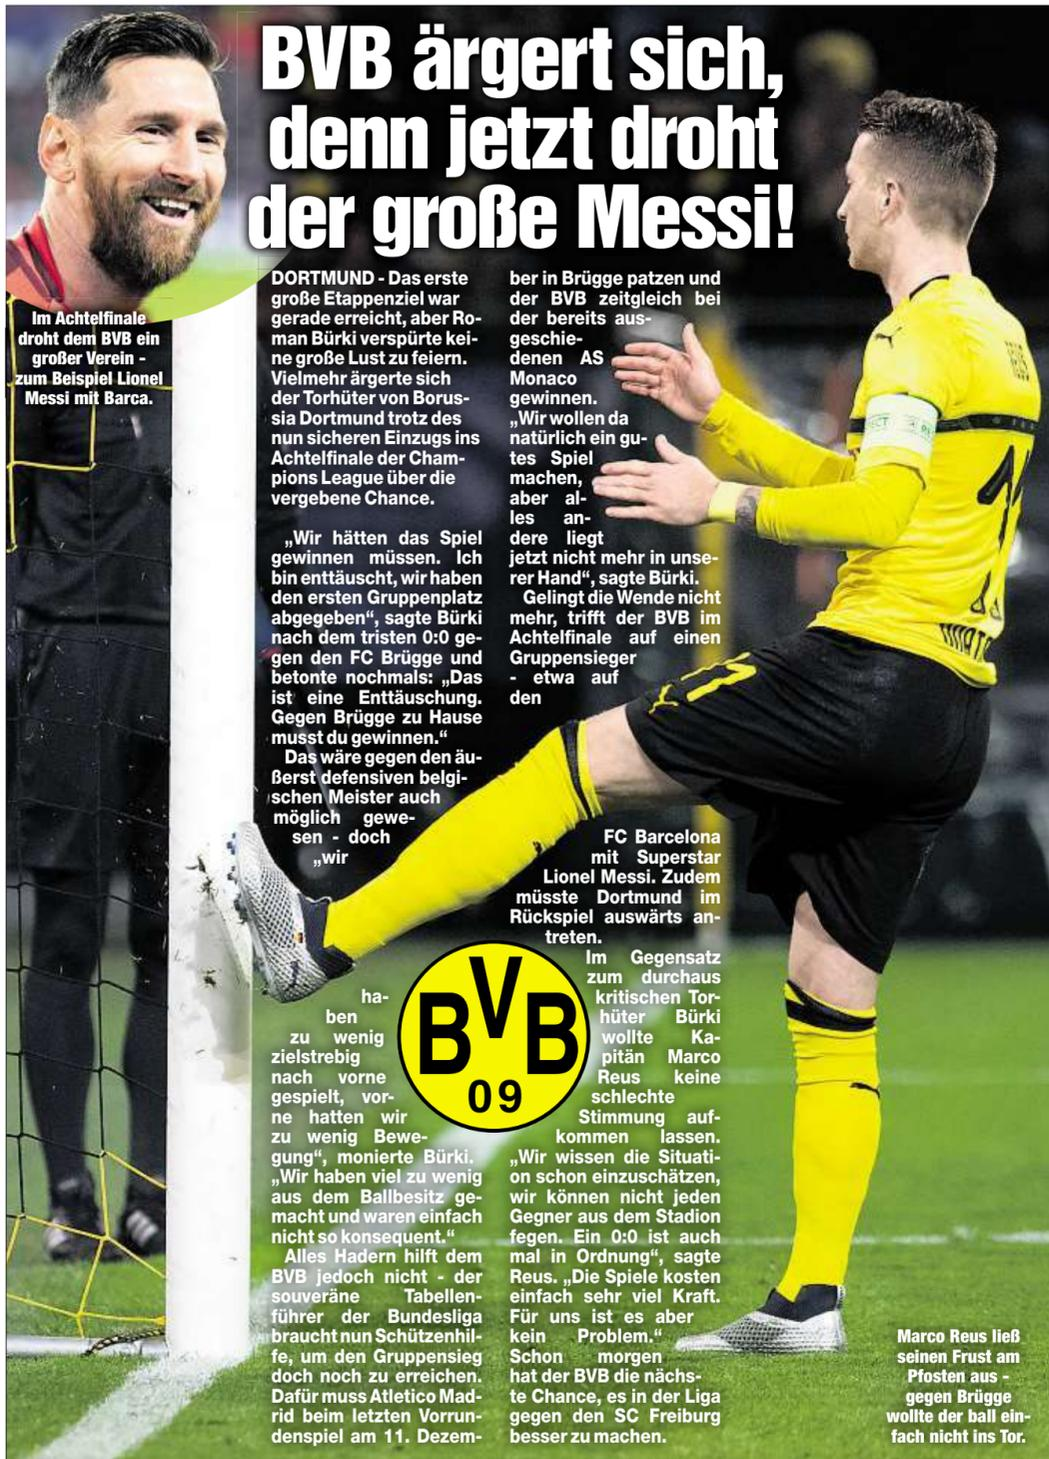 BVB ärgert sich,
denn jetzt droht
der große Messi!
Im Achtelfinale
droht dem BVB ein
großer Verein -
zum Beispiel Lionel
Messi mit Barca.
DORTMUND - Das erste
große Etappenziel war
gerade erreicht, aber Ro-
man Bürki verspürte kei-
ne große Lust zu feiern.
Vielmehr ärgerte sich
der Torhüter von Borus-
sia Dortmund trotz des
nun sicheren Einzugs ins
Achtelfinale der Cham-
pions League über die
vergebene Chance.
„Wir hätten das Spiel
gewinnen müssen. Ich
bin enttäuscht, wir haben
den ersten Gruppenplatz
abgegeben“, sagte Bürki
nach dem tristen 0:0 ge-
gen den FC Brügge und
betonte nochmals: „Das
ist eine Enttäuschung.
Gegen Brügge zu Hause
musst du gewinnen.“
Das wäre gegen den äu-
ßerst defensiven belgi-
schen Meister auch
möglich gewe-
sen - doch
„wir
ha-
ben
zu wenig
zielstrebig
nach vorne
gespielt, vor-
ne hatten wir
zu wenig Bewe-
gung“, monierte Bürki.
„Wir haben viel zu wenig
aus dem Ballbesitz ge-
macht und waren einfach
nicht so konsequent.“
Alles Hadern hilft dem
BVB jedoch nicht - der
souveräne Tabellen-
führer der Bundesliga
braucht nun Schützenhil-
fe, um den Gruppensieg
doch noch zu erreichen.
Dafür muss Atletico Mad-
rid beim letzten Vorrun-
denspiel am 11. Dezem-
ber in Brügge patzen und
der BVB zeitgleich bei
der bereits aus-
geschie-
denen AS
Monaco
gewinnen.
„Wir wollen da
natürlich ein gu-
tes Spiel
machen,
aber al-
les an-
dere liegt
jetzt nicht mehr in unse-
rer Hand“, sagte Bürki.
Gelingt die Wende nicht
mehr, trifft der BVB im
Achtelfinale auf einen
Gruppensieger
- etwa auf
den
FC Barcelona
mit Superstar
Lionel Messi. Zudem
müsste Dortmund im
Rückspiel auswärts an-
treten.
Im Gegensatz
zum durchaus
kritischen Tor-
hüter Bürki
wollte Ka-
pitän Marco
Reus keine
schlechte
Stimmung auf-
kommen lassen.
„Wir wissen die Situati-
on schon einzuschätzen,
wir können nicht jeden
Gegner aus dem Stadion
fegen. Ein 0:0 ist auch
mal in Ordnung“, sagte
Reus. „Die Spiele kosten
einfach sehr viel Kraft.
Für uns ist es aber
kein Problem.“
Schon morgen
hat der BVB die nächs-
te Chance, es in der Liga
gegen den SC Freiburg
besser zu machen.
BVB
09
11
Marco Reus ließ
seinen Frust am
Pfosten aus -
gegen Brügge
wollte der ball ein-
fach nicht ins Tor.